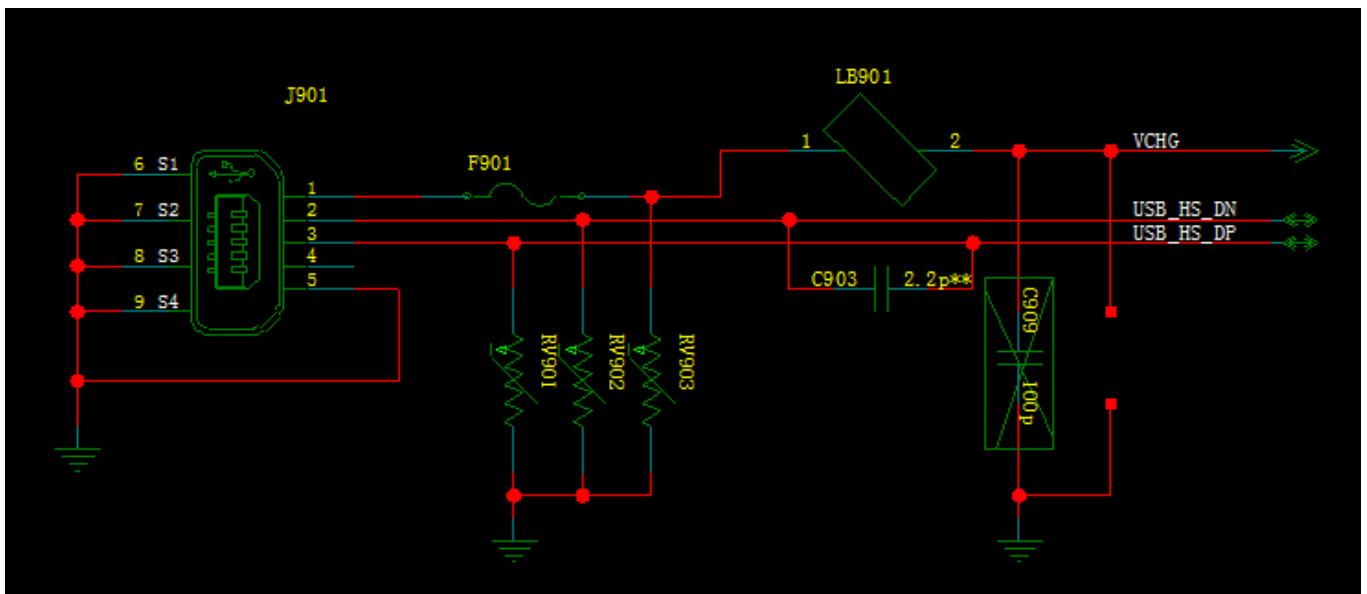 LB901
J901
1
2
VCHG
6 S1
F901
1
7 S2
2
USB_HS_DN
3
USB_HS_DP
8 S3
4
5
C903
2.2p**
9 S4
C909
100p
RV901
RV902
RV903